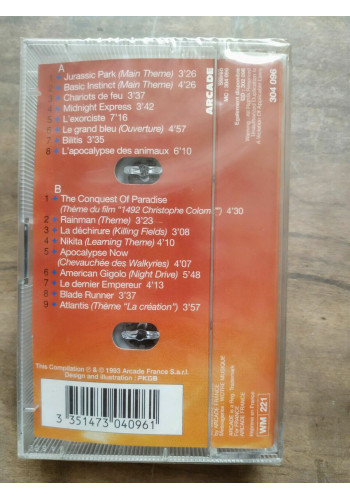 A
1 Jurassic Park (Main Theme) 3'26
2 Basic Instinct (Main Theme) 4'26
3 Chariots de feu 3'37
4 Midnight Express 3'42
5 L'exorciste 7'16
6 Le grand bleu (Ouverture) 4'57
7 Bilitis 3'35
8 L'apocalypse des animaux 6'10
B
1 The Conquest Of Paradise
(Thème du film "1492 Christophe Colomb") 4'30
2 Rainman (Theme) 3'23
3 La déchirure (Killing Fields) 3'08
4 Nikita (Learning Theme) 4'10
5 Apocalypse Now
(Chevauchée des Walkyries) 4'07
6 American Gigolo (Night Drive) 5'48
7 Le dernier Empereur 4'13
8 Blade Runner 3'37
9 Atlantis (Thème "La création") 3'57
This Compilation ℗ & © 1993 Arcade France S.a.r.l.
Design and illustration : PKDB
3 351473 040961
ARCADE
304 096
WM 221